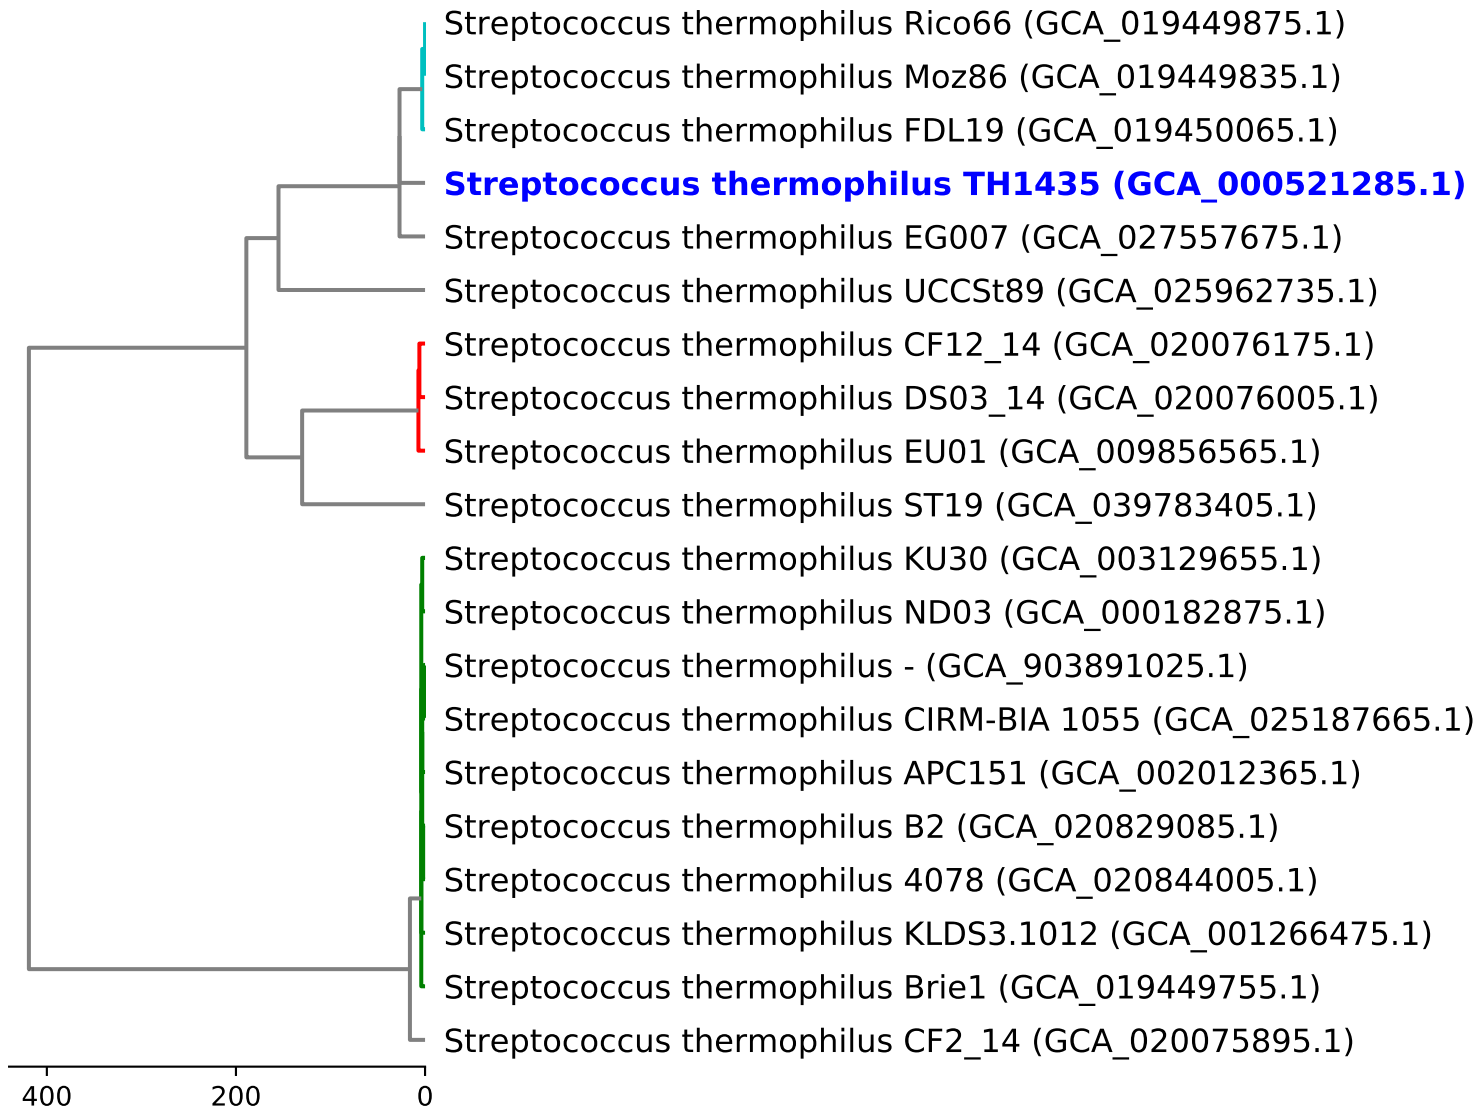 Streptococcus thermophilus Rico66 (GCA_019449875.1)
Streptococcus thermophilus Moz86 (GCA_019449835.1)
Streptococcus thermophilus FDL19 (GCA_019450065.1)
Streptococcus thermophilus TH1435 (GCA_000521285.1)
Streptococcus thermophilus EG007 (GCA_027557675.1)
Streptococcus thermophilus UCCSt89 (GCA_025962735.1)
Streptococcus thermophilus CF12_14 (GCA_020076175.1)
Streptococcus thermophilus DS03_14 (GCA_020076005.1)
Streptococcus thermophilus EU01 (GCA_009856565.1)
Streptococcus thermophilus ST19 (GCA_039783405.1)
Streptococcus thermophilus KU30 (GCA_003129655.1)
Streptococcus thermophilus ND03 (GCA_000182875.1)
Streptococcus thermophilus - (GCA_903891025.1)
Streptococcus thermophilus CIRM-BIA 1055 (GCA_025187665.1)
Streptococcus thermophilus APC151 (GCA_002012365.1)
Streptococcus thermophilus B2 (GCA_020829085.1)
Streptococcus thermophilus 4078 (GCA_020844005.1)
Streptococcus thermophilus KLDS3.1012 (GCA_001266475.1)
Streptococcus thermophilus Brie1 (GCA_019449755.1)
Streptococcus thermophilus CF2_14 (GCA_020075895.1)
400 200 0